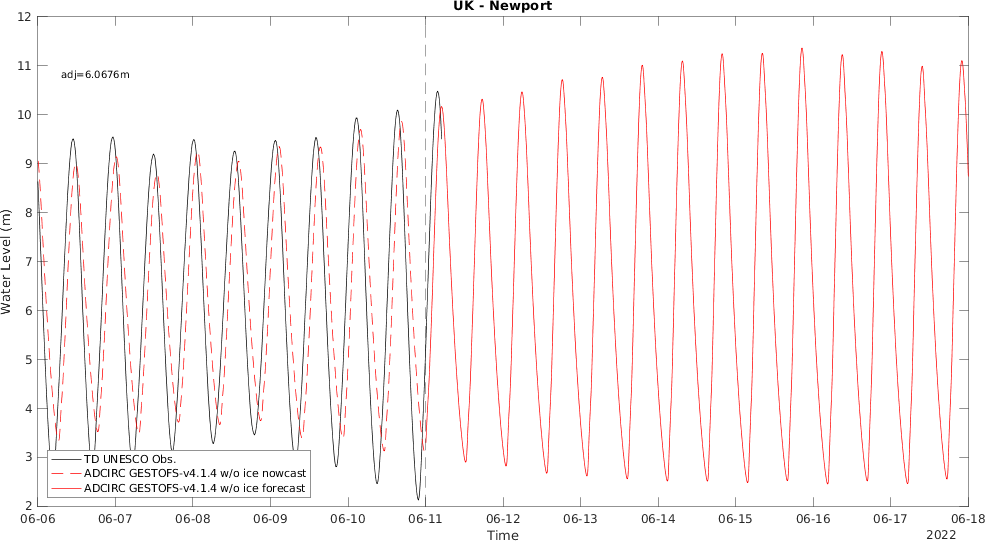 UK - Newport
12
11
10
9
8
7
6
5
4
3
2
Water Level (m)
adj=6.0676m
TD UNESCO Obs.
ADCIRC GESTOFS-v4.1.4 w/o ice nowcast
ADCIRC GESTOFS-v4.1.4 w/o ice forecast
06-06 06-07 06-08 06-09 06-10 06-11 06-12 06-13 06-14 06-15 06-16 06-17 06-18
Time
2022